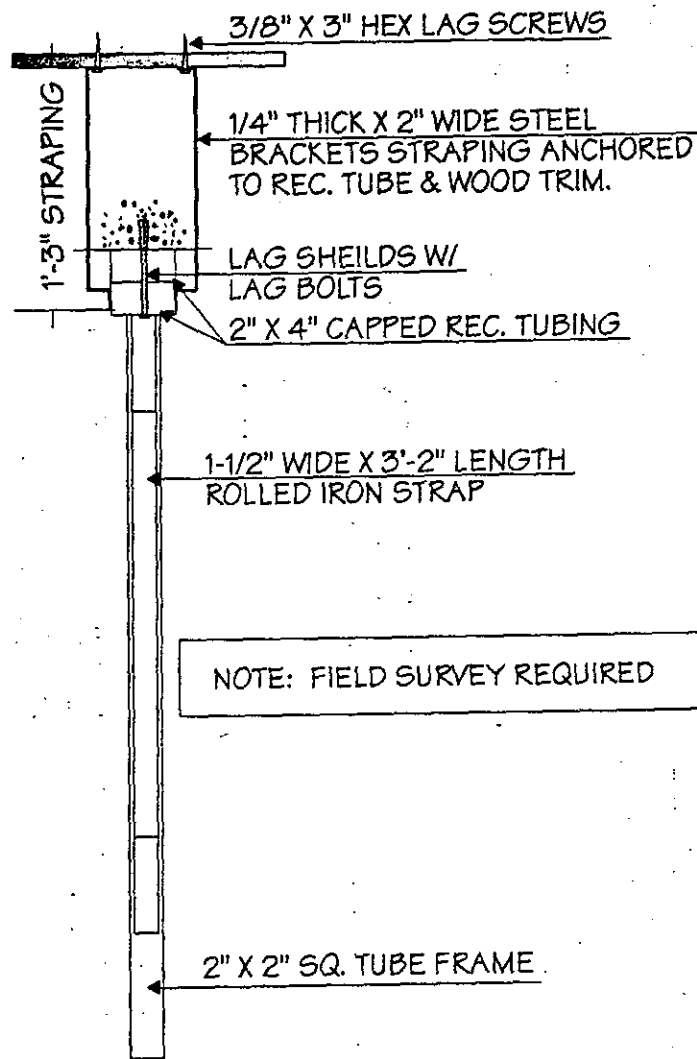 3/8" X 3" HEX LAG SCREWS
1'-3" STRAPING
1/4" THICK X 2" WIDE STEEL
BRACKETS STRAPING ANCHORED
TO REC. TUBE & WOOD TRIM.
LAG SHEILDS W/
LAG BOLTS
2" X 4" CAPPED REC. TUBING
1-1/2" WIDE X 3'-2" LENGTH
ROLLED IRON STRAP
NOTE: FIELD SURVEY REQUIRED
2" X 2" SQ. TUBE FRAME